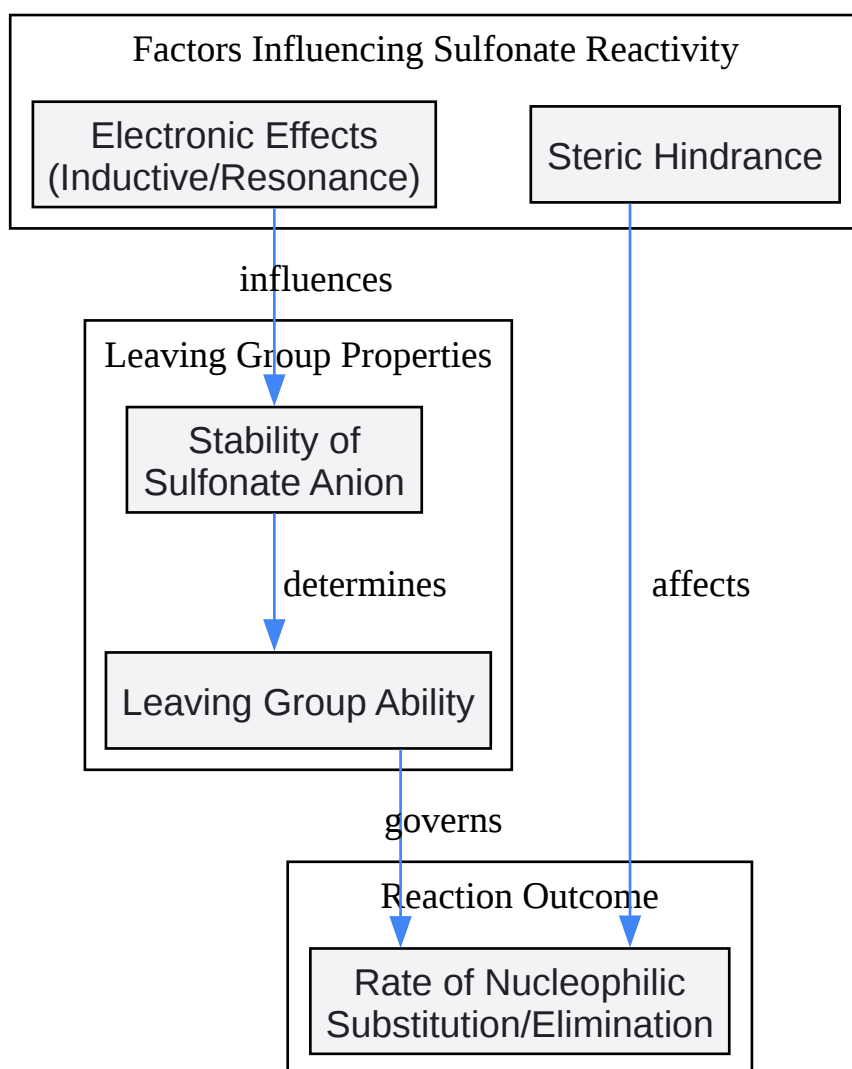 Factors Influencing Sulfonate Reactivity
Electronic Effects
(Inductive/Resonance)
Steric Hindrance
influences
Leaving Group Properties
Stability of
Sulfonate Anion
determines
affects
Leaving Group Ability
governs
Reaction Outcome
Rate of Nucleophilic
Substitution/Elimination